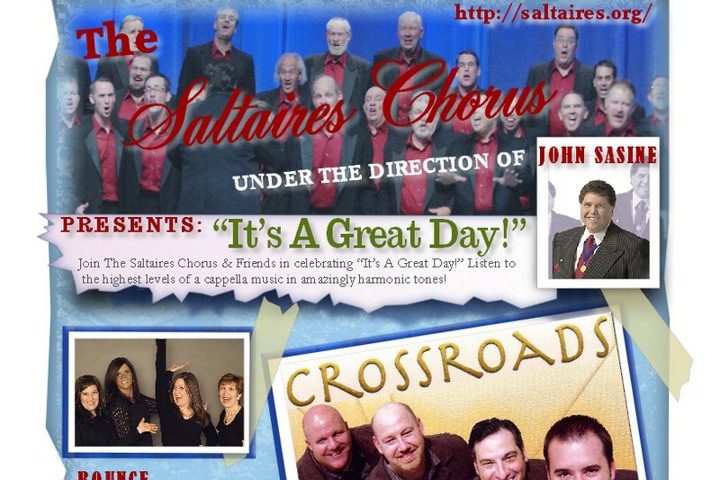 http://saltaires.org/
The
Saltaires Chorus
UNDER THE DIRECTION OF
JOHN SASINE
PRESENTS: “It’s A Great Day!”
Join The Saltaires Chorus & Friends in celebrating “It’s A Great Day!” Listen to
the highest levels of a cappella music in amazingly harmonic tones!
CROSSROADS
BOUNCE